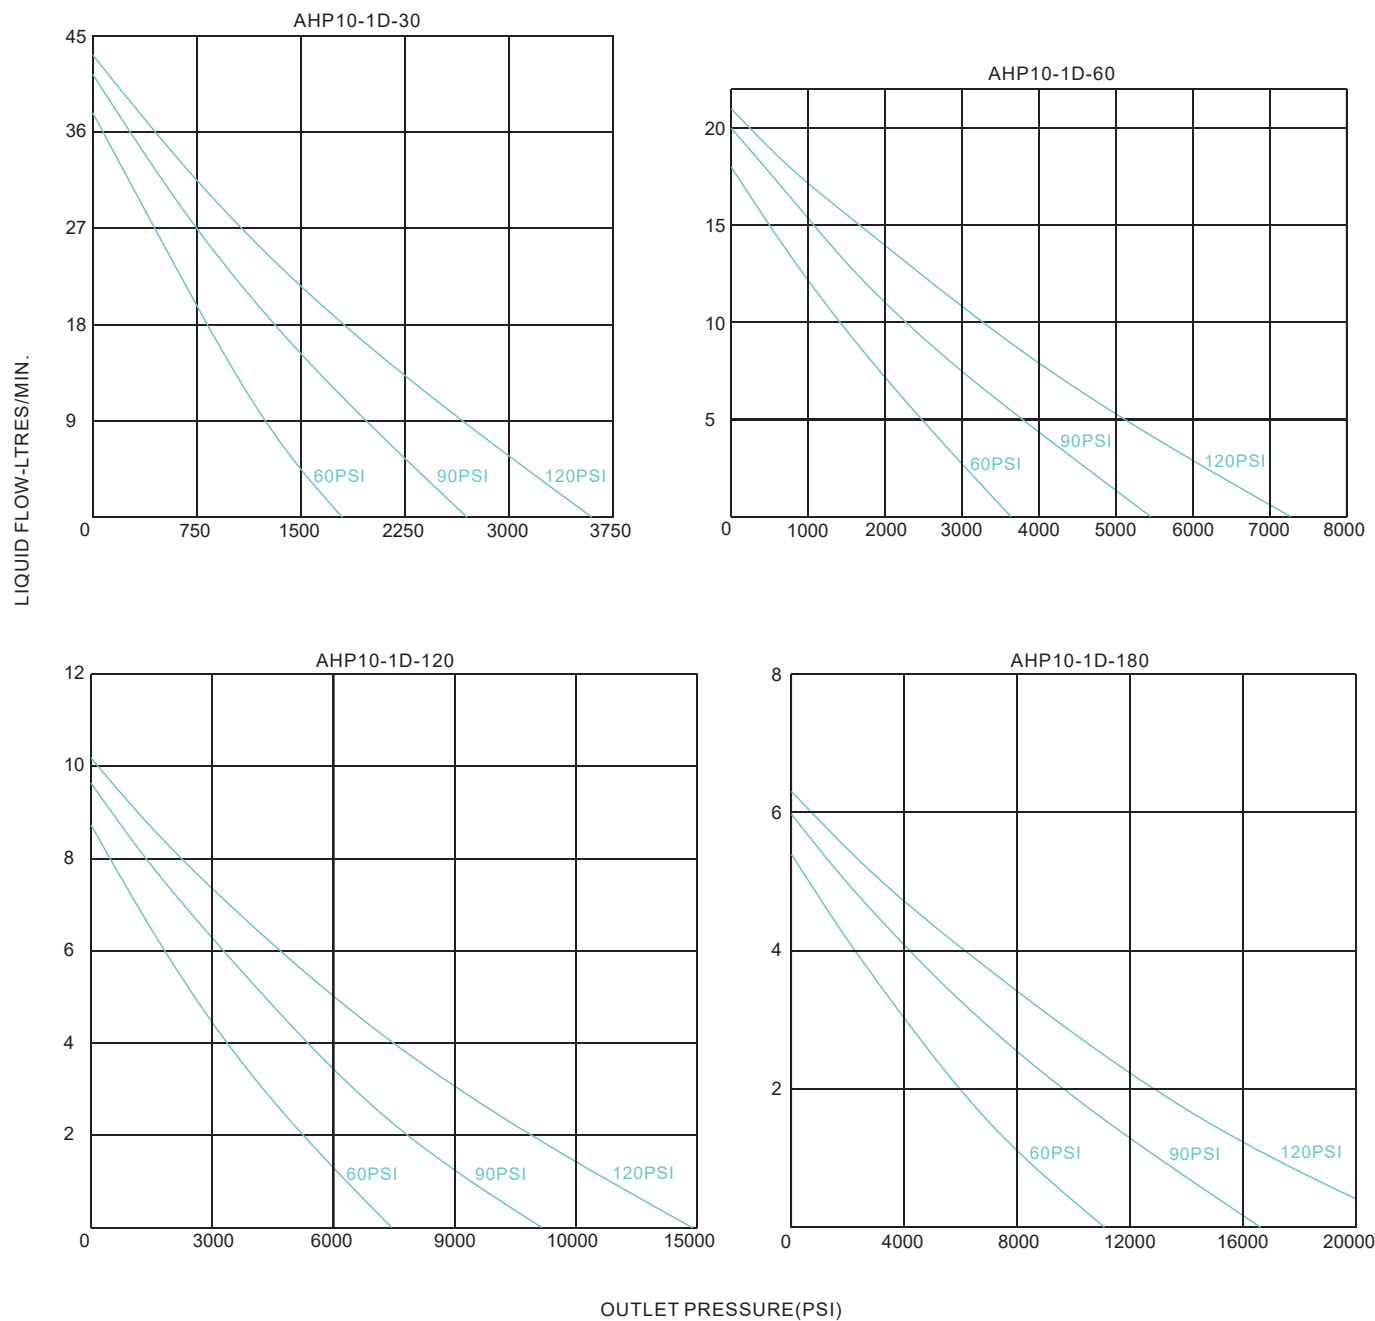 AHP10-1D-30
45
36
27
18
9
60PSI 90PSI 120PSI
0 750 1500 2250 3000 3750
AHP10-1D-60
20
15
10
5
90PSI
60PSI 120PSI
0 1000 2000 3000 4000 5000 6000 7000 8000
LIQUID FLOW-LTRES/MIN.
AHP10-1D-120
12
10
8
6
4
2
60PSI 90PSI 120PSI
0 3000 6000 9000 10000 15000
AHP10-1D-180
8
6
4
2
60PSI 90PSI 120PSI
0 4000 8000 12000 16000 20000
OUTLET PRESSURE(PSI)